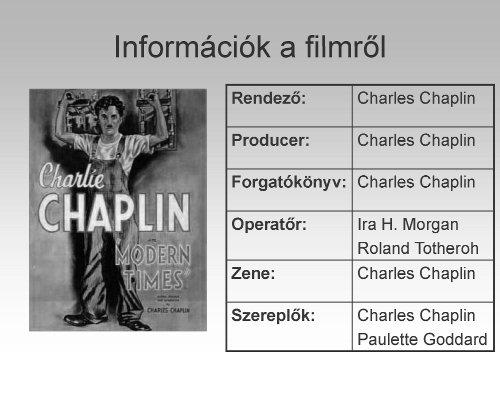 Információk a filmről
Charlie
CHAPLIN
MODERN
TIMES
CHARLES CHAPLIN
Rendező: Charles Chaplin
Producer: Charles Chaplin
Forgatókönyv: Charles Chaplin
Operatőr: Ira H. Morgan
Roland Totheroh
Zene: Charles Chaplin
Szereplők: Charles Chaplin
Paulette Goddard